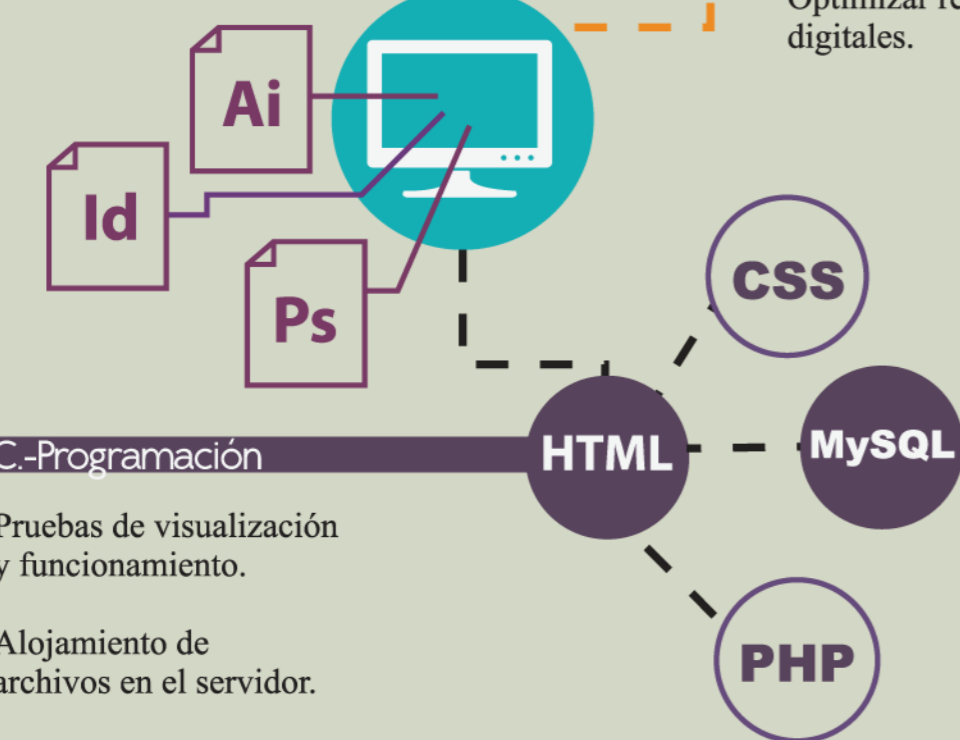 Optimizar
digitales.
Ai
Id
Ps
CSS
HTML
MySQL
C.-Programación
Pruebas de visualización
y funcionamiento.
Alojamiento de
archivos en el servidor.
PHP